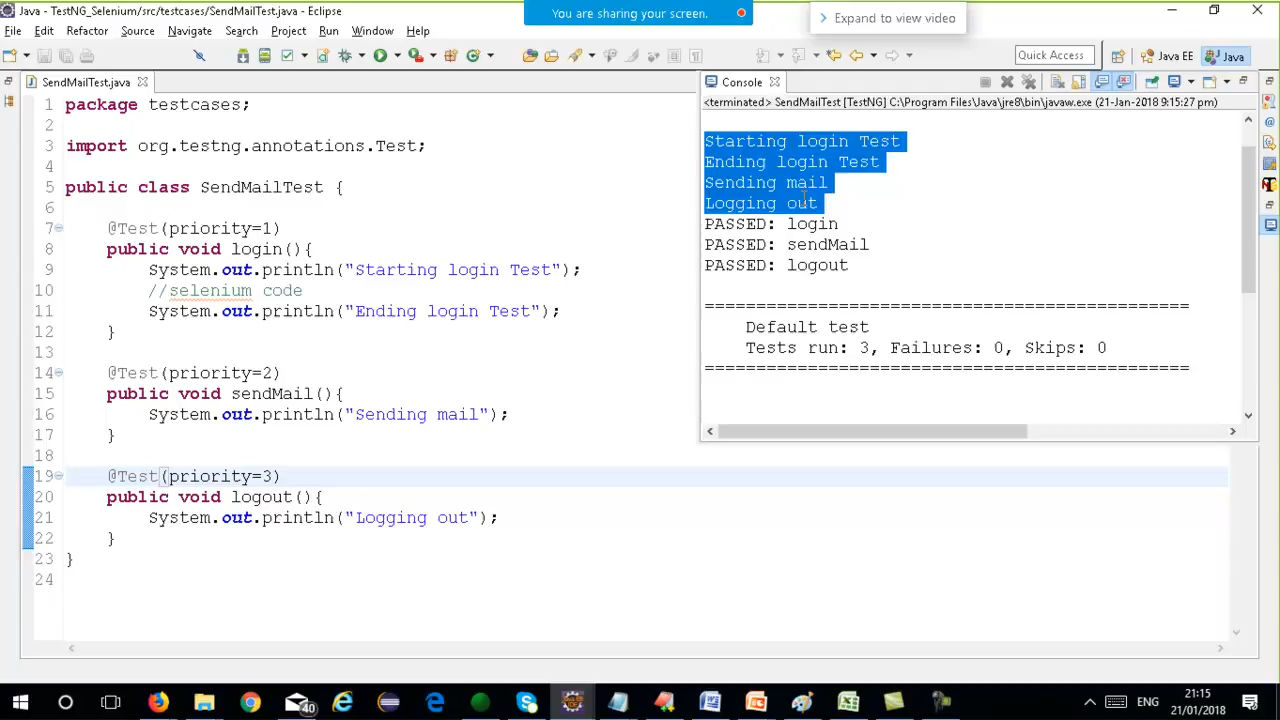 Java - TestNG_Selenium/src/testcases/SendMailTest.java - Eclipse
You are sharing your screen.
Expand to view video
File Edit Refactor Source Navigate Search Project Run Window Help
Quick Access
Java EE
Java
SendMailTest.java
1 package testcases;
2
3 import org.testng.annotations.Test;
4
5 public class SendMailTest {
6
7 @Test(priority=1)
8 public void login(){
9 System.out.println("Starting login Test");
10 //selenium code
11 System.out.println("Ending login Test");
12 }
13
14 @Test(priority=2)
15 public void sendMail(){
16 System.out.println("Sending mail");
17 }
18
19 @Test(priority=3)
20 public void logout(){
21 System.out.println("Logging out");
22 }
23 }
24
Console
<terminated> SendMailTest [TestNG] C:\Program Files\Java\jre8\bin\javaw.exe (21-Jan-2018 9:15:27 pm)
Starting login Test
Ending login Test
Sending mail
Logging out
PASSED: login
PASSED: sendMail
PASSED: logout
===============================================
Default test
Tests run: 3, Failures: 0, Skips: 0
===============================================
40
ENG
21:15
21/01/2018